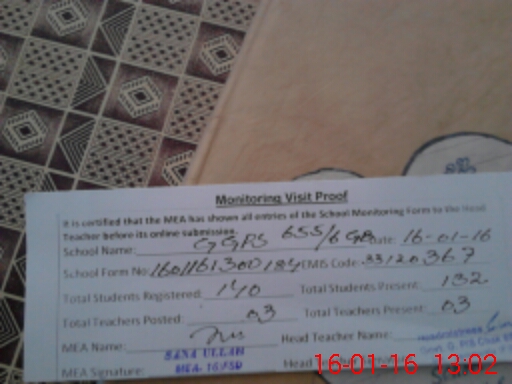 Monitoring Visit Proof
It is certified that the MEA has shown all entries of the School Monitoring Form to the Head
Teacher before its online submission.
School Name: GGPS 655/6 GB Date: 16-01-16
School Form No: EMIS Code: 33120367
Total Students Registered: 140 Total Students Present: 132
Total Teachers Posted: 03 Total Teachers Present: 03
MEA Name: Head Teacher Name:
SANA ULLAH
MEA Signature: Head
16-01-16 13:02